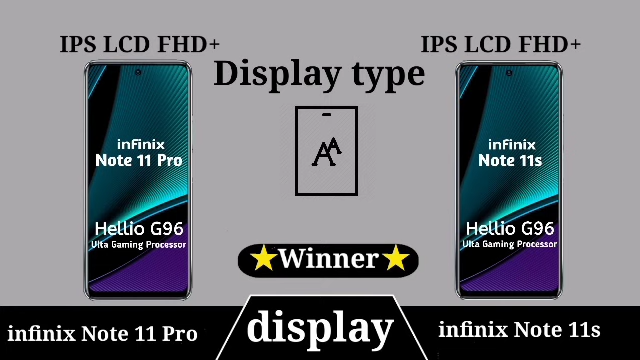 IPS LCD FHD+
IPS LCD FHD+
Display type
AA
infinix
Note 11 Pro
Hellio G96
Ulta Gaming Processor
infinix
Note 11s
Hellio G96
Ulta Gaming Processor
Winner
infinix Note 11 Pro
display
infinix Note 11s